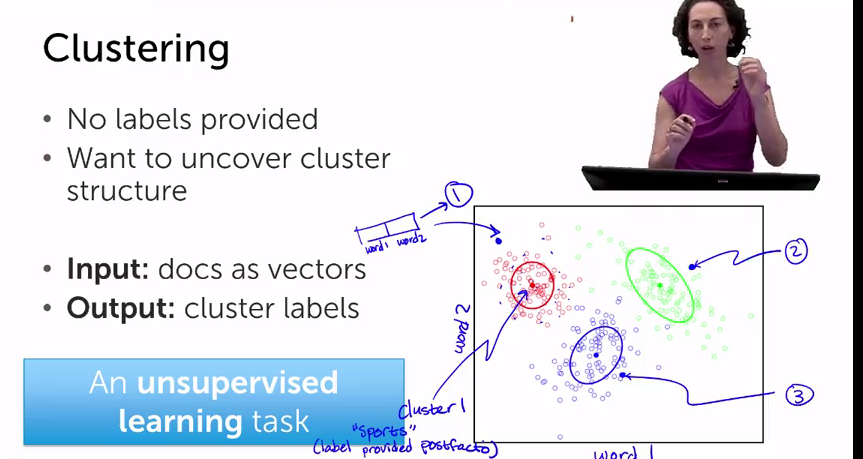 Clustering
• No labels provided
• Want to uncover cluster
structure
• Input: docs as vectors
• Output: cluster labels
An unsupervised
learning task
1
word1 word2
2
3
word 2
cluster 1
"sports"
(label provided postfacto)
word 1